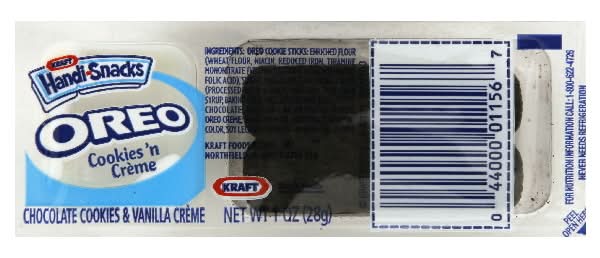 KRAFT
Handi-Snacks
OREO
Cookies 'n
Crème
CHOCOLATE COOKIES & VANILLA CRÈME
INGREDIENTS: OREO COOKIE STICKS: ENRICHED FLOUR
(WHEAT FLOUR, NIACIN, REDUCED IRON, THIAMINE
MONONITRATE
FOLIC ACID),
(PROCESSED
SYRUP, BAKIN
CHOCOLATE
OREO CREME
COLOR, SOY LEC
KRAFT FOODS
NORTHFIELD
KRAFT
NET WT 1 OZ (28g)
0 44000 01156 7
FOR NUTRITION INFORMATION CALL: 1-800-622-4726
NEVER NEEDS REFRIGERATION
PEEL
OPEN HERE